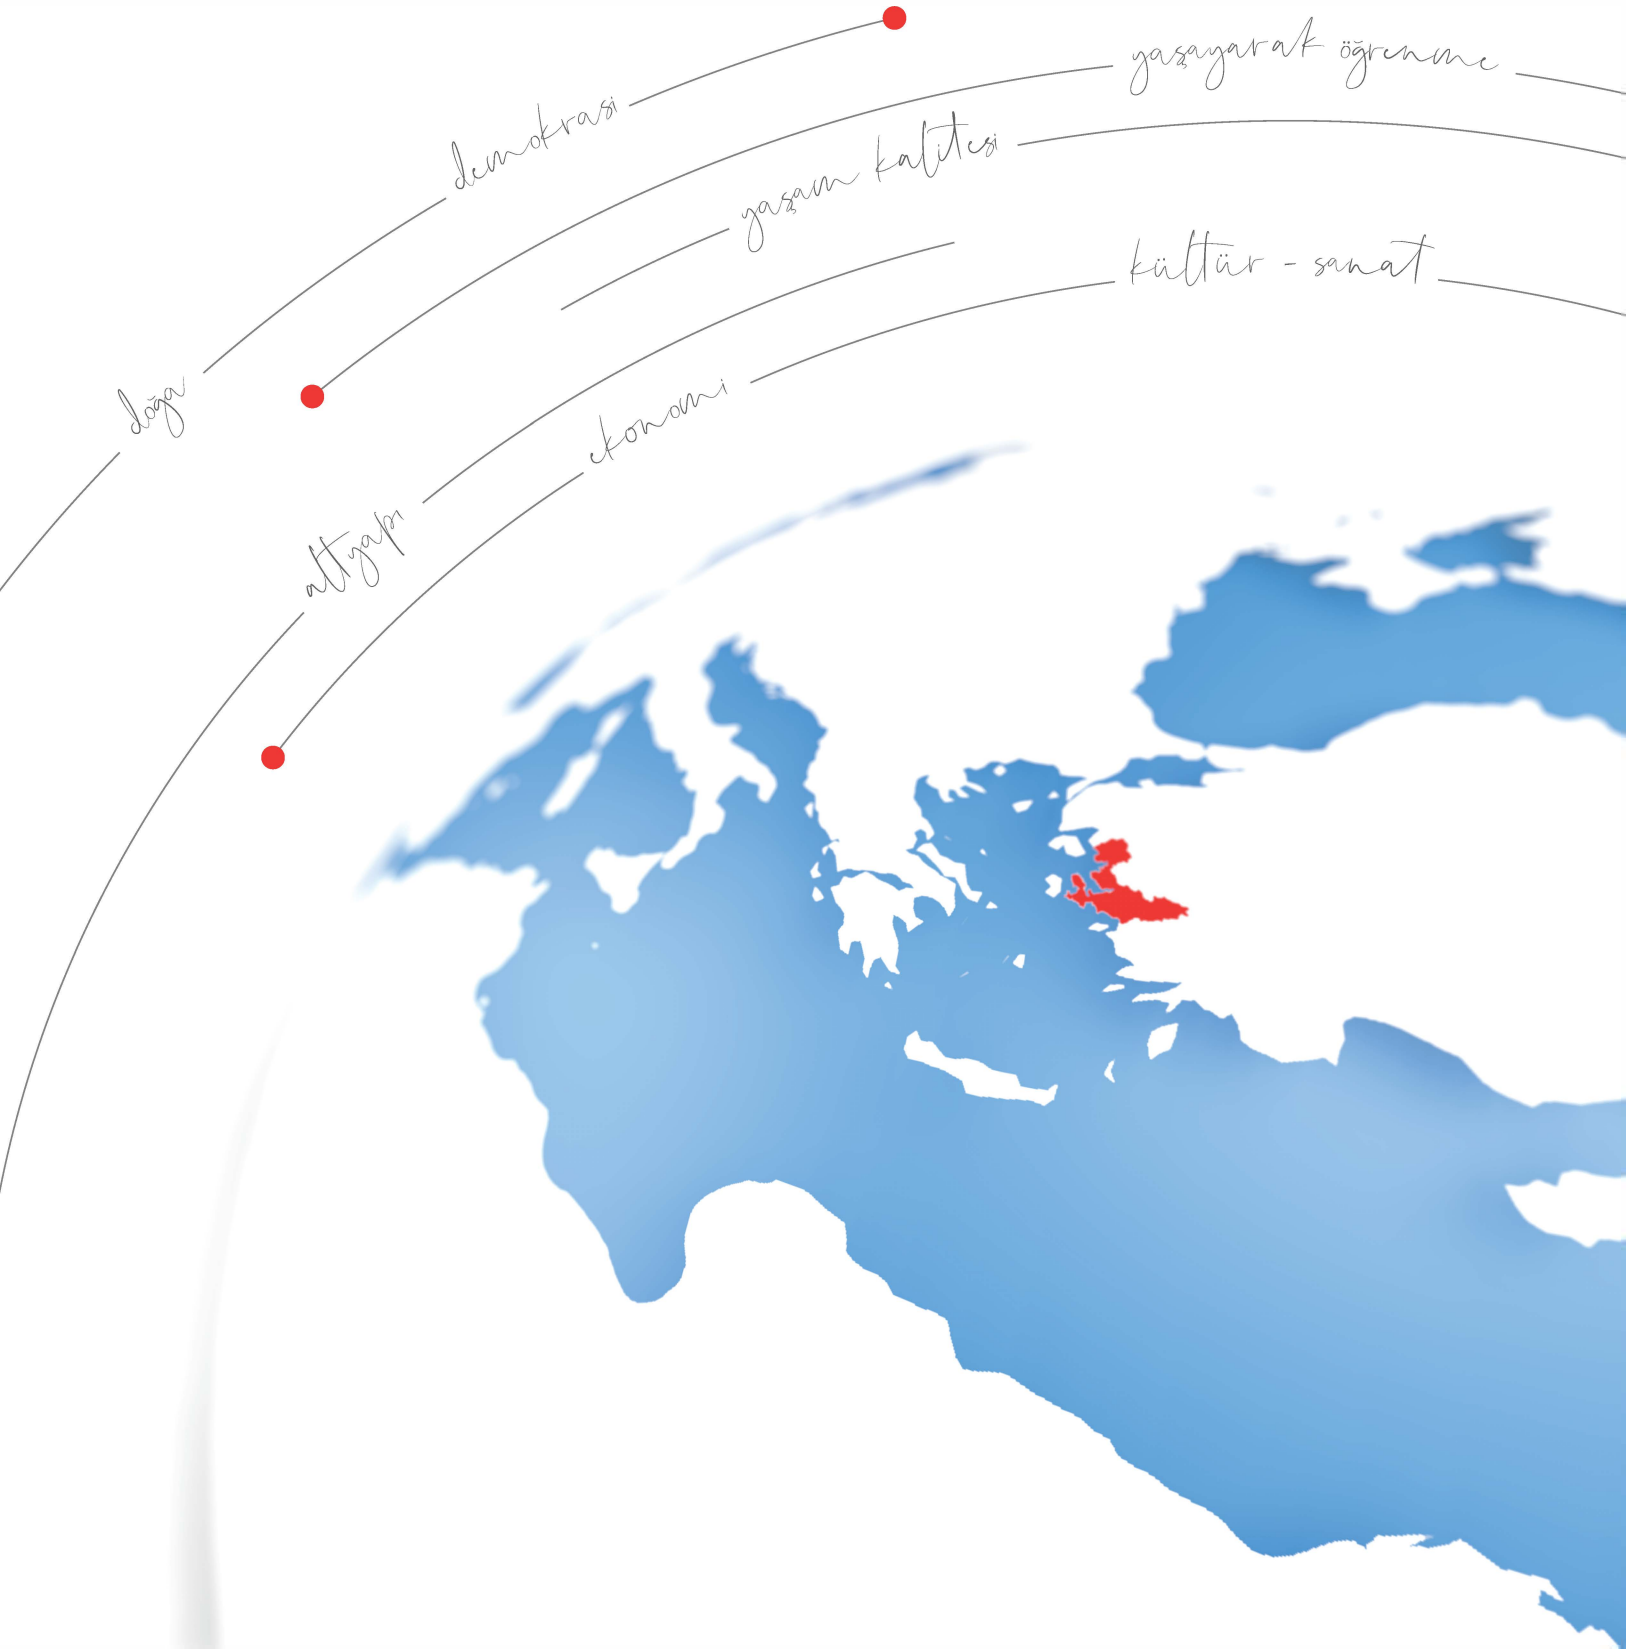 yaşayarak öğrenme
demokrasi
yaşam kalitesi
kültür - sanat
doğa
ekonomi
altyapı